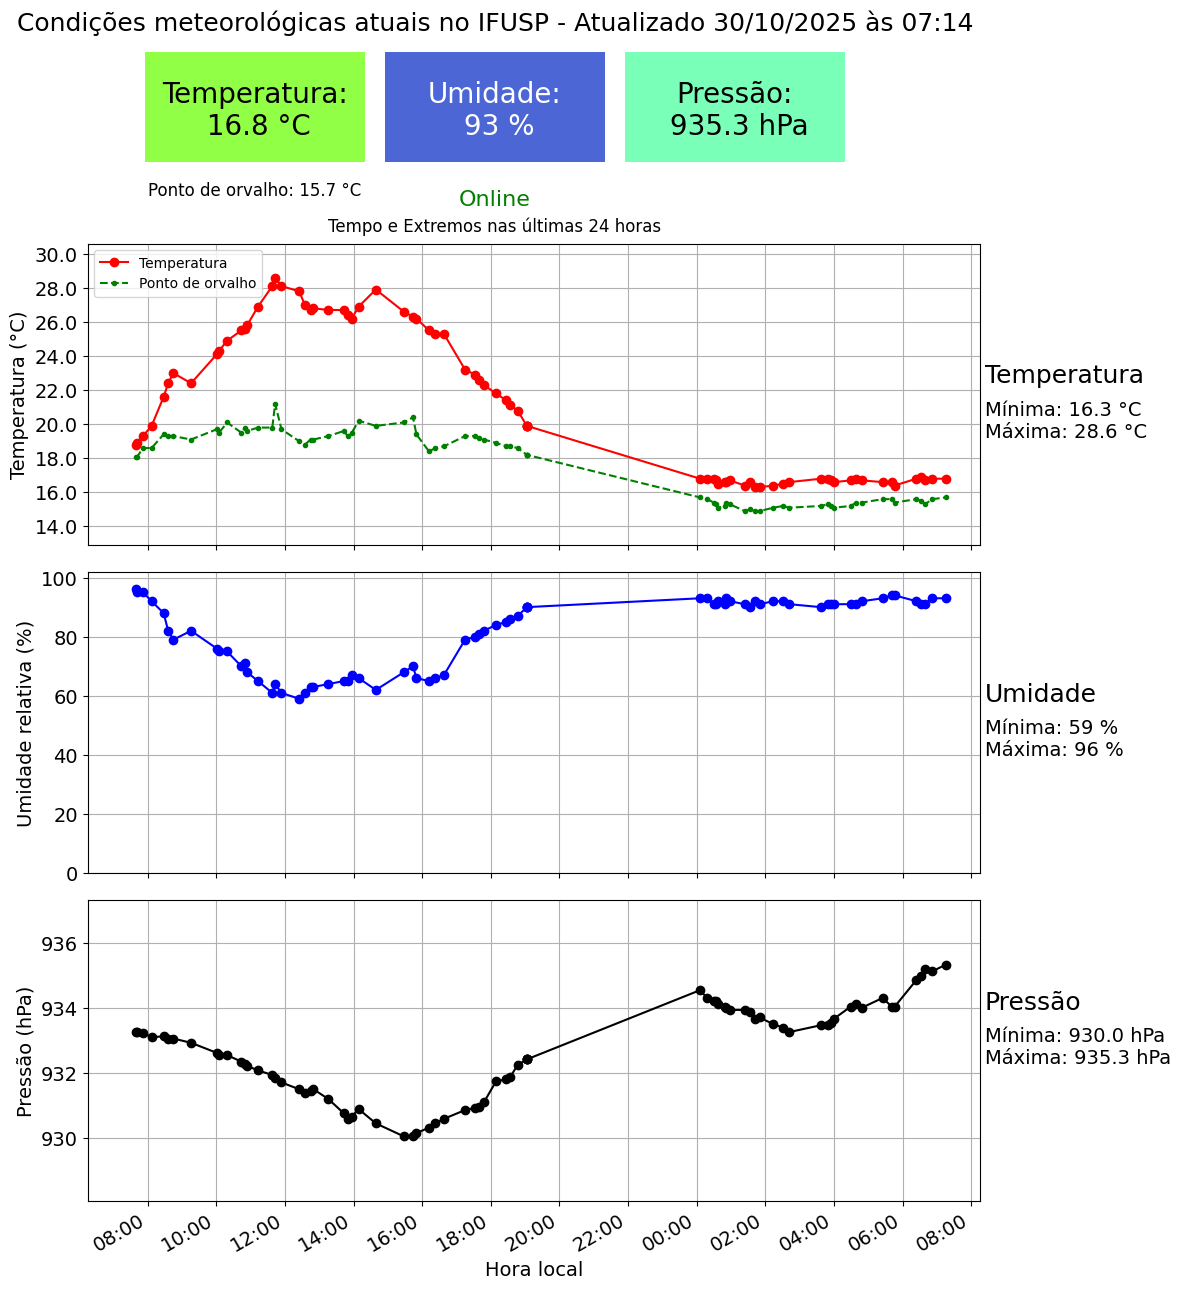 Condições meteorológicas atuais no IFUSP - Atualizado 30/10/2025 às 07:14
Temperatura:
16.8 °C
Umidade:
93 %
Pressão:
935.3 hPa
Ponto de orvalho: 15.7 °C
Online
Tempo e Extremos nas últimas 24 horas
Temperatura
Ponto de orvalho
30.0
28.0
26.0
24.0
22.0
20.0
18.0
16.0
14.0
Temperatura (°C)
Temperatura
Mínima: 16.3 °C
Máxima: 28.6 °C
100
80
60
40
20
0
Umidade relativa (%)
Umidade
Mínima: 59 %
Máxima: 96 %
936
934
932
930
Pressão (hPa)
Pressão
Mínima: 930.0 hPa
Máxima: 935.3 hPa
08:00
10:00
12:00
14:00
16:00
18:00
20:00
22:00
00:00
02:00
04:00
06:00
08:00
Hora local